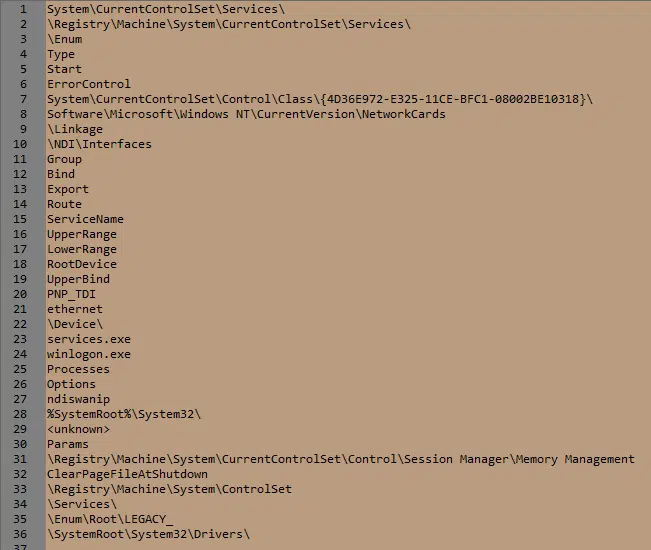 1 System\CurrentControlSet\Services\
2 \Registry\Machine\System\CurrentControlSet\Services\
3 \Enum
4 Type
5 Start
6 ErrorControl
7 System\CurrentControlSet\Control\Class\{4D36E972-E325-11CE-BFC1-08002BE10318}\
8 Software\Microsoft\Windows NT\CurrentVersion\NetworkCards
9 \Linkage
10 \NDI\Interfaces
11 Group
12 Bind
13 Export
14 Route
15 ServiceName
16 UpperRange
17 LowerRange
18 RootDevice
19 UpperBind
20 PNP_TDI
21 ethernet
22 \Device\
23 services.exe
24 winlogon.exe
25 Processes
26 Options
27 ndiswanip
28 %SystemRoot%\System32\
29 <unknown>
30 Params
31 \Registry\Machine\System\CurrentControlSet\Control\Session Manager\Memory Management
32 ClearPageFileAtShutdown
33 \Registry\Machine\System\ControlSet
34 \Services\
35 \Enum\Root\LEGACY_
36 \SystemRoot\System32\Drivers\
37